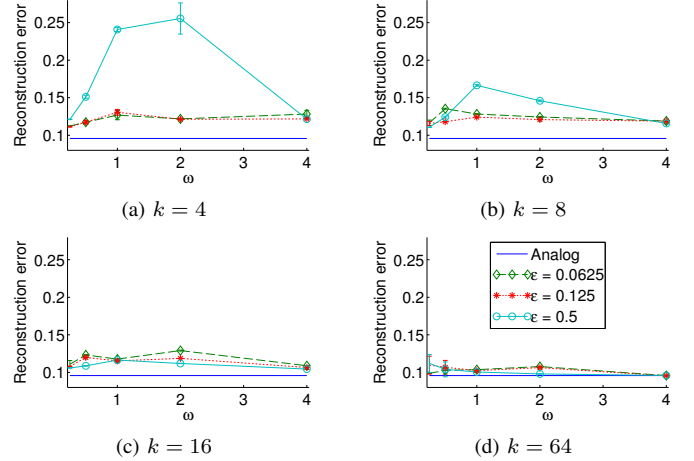 Reconstruction error
0.25
0.2
0.15
0.1
1 2 3 4
ω
(a) k = 4
Reconstruction error
0.25
0.2
0.15
0.1
1 2 3 4
ω
(b) k = 8
Reconstruction error
0.25
0.2
0.15
0.1
1 2 3 4
ω
(c) k = 16
Reconstruction error
0.25
0.2
0.15
0.1
Analog
ε = 0.0625
ε = 0.125
ε = 0.5
1 2 3 4
ω
(d) k = 64